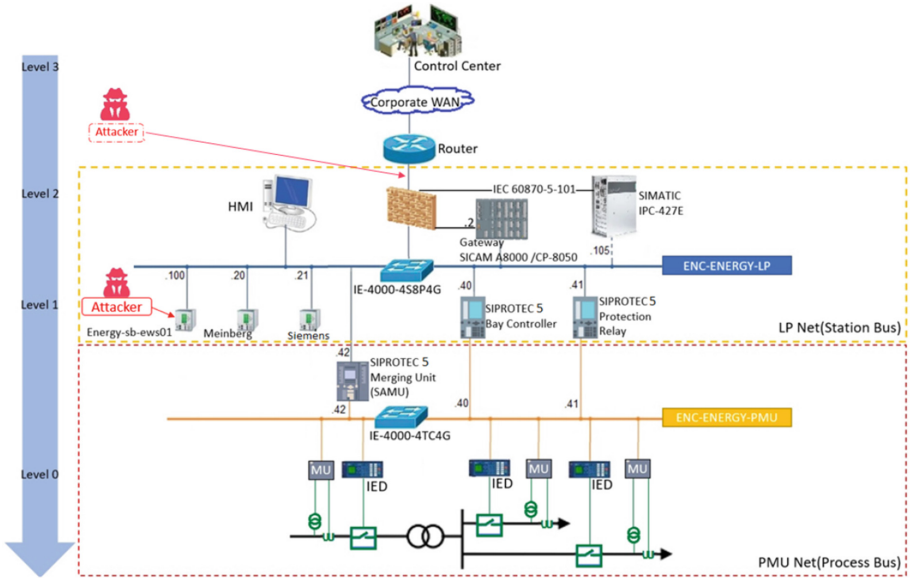 Control Center
Level 3
Corporate WAN
Attacker
Router
Level 2
IEC 60870-5-101
HMI
SIMATIC
IPC-427E
.2
Gateway
SICAM A8000 /CP-8050
.105
ENC-ENERGY-LP
.100
.20
.21
IE-4000-4S8P4G
.40
.41
Level 1
Attacker
SIPROTEC 5
Bay Controller
SIPROTEC 5
Protection
Relay
Energy-sb-ews01
Meinberg
Siemens
LP Net(Station Bus)
.42
SIPROTEC 5
Merging Unit
(SAMU)
.42
.40
.41
ENC-ENERGY-PMU
IE-4000-4TC4G
Level 0
MU
IED
IED
MU
IED
MU
PMU Net(Process Bus)